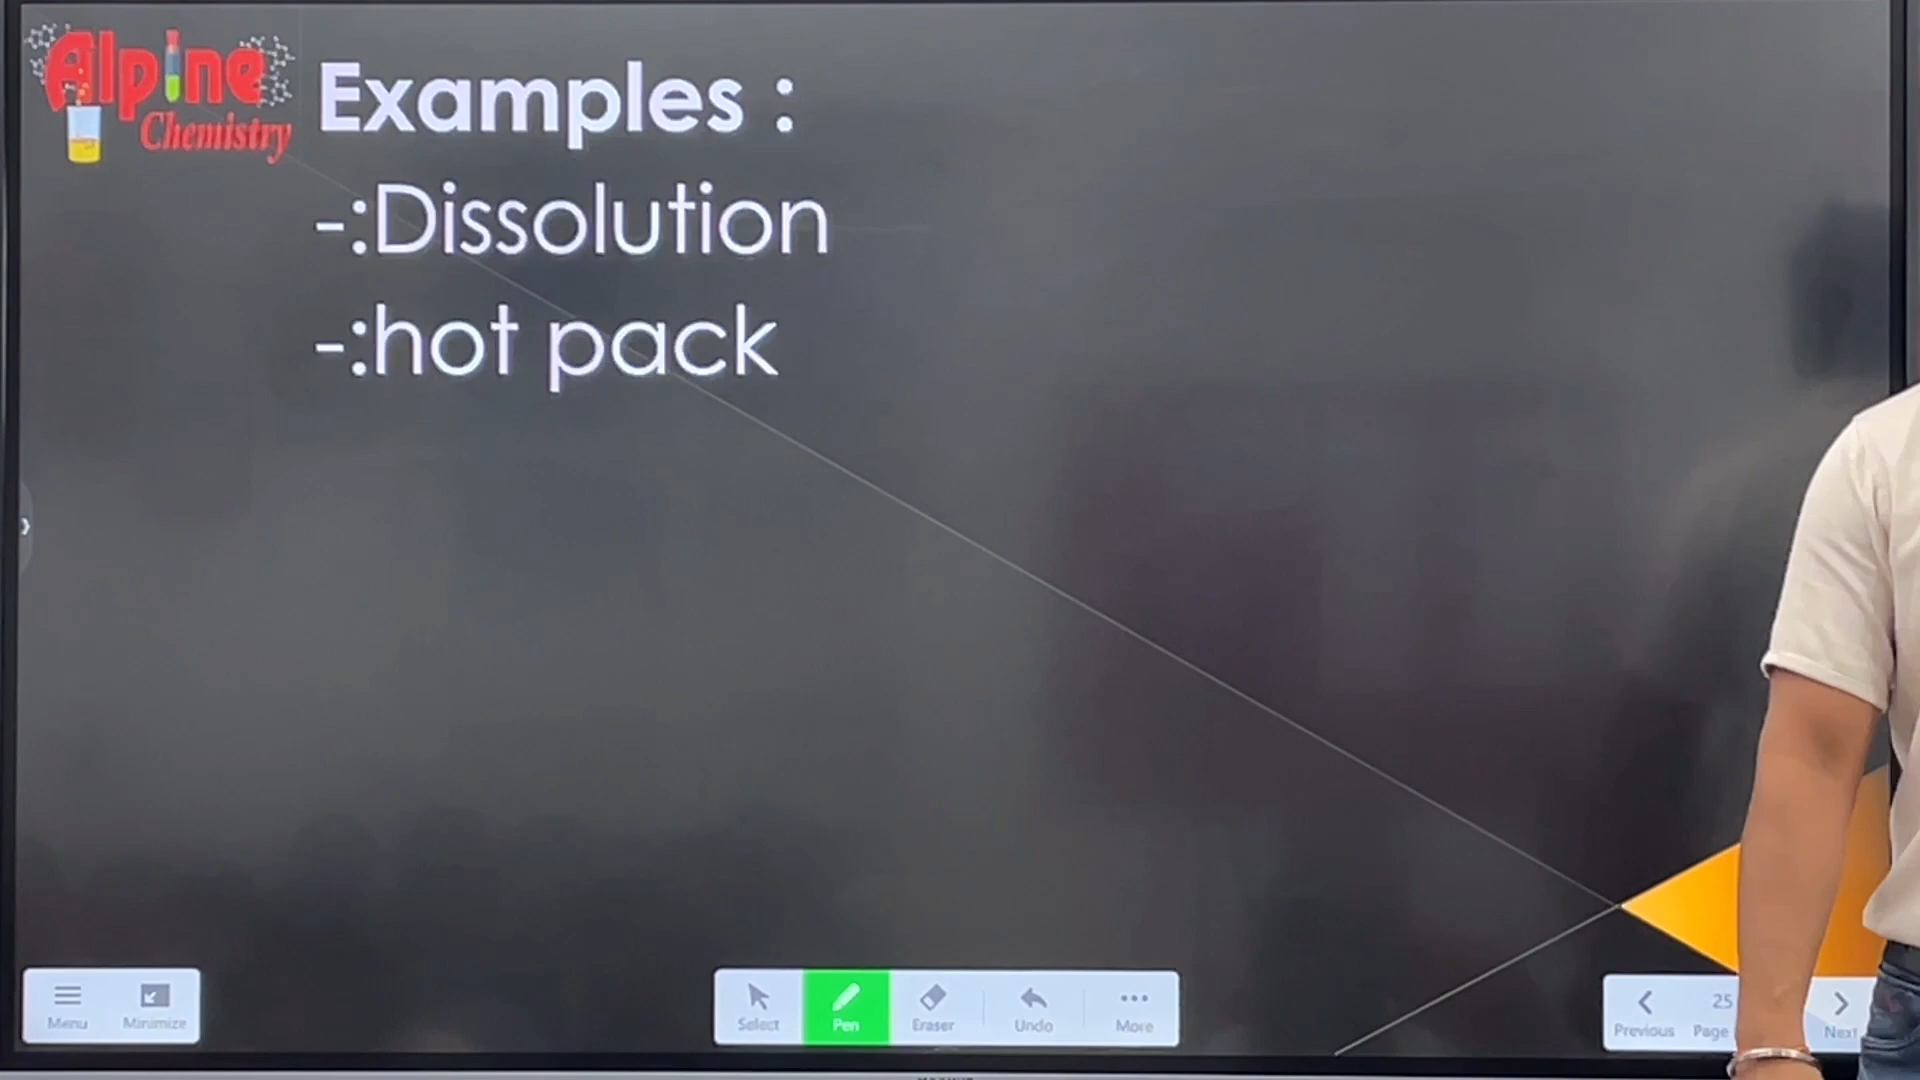 Alpine
Chemistry
Examples :
-:Dissolution
-:hot pack
Menu
Minimize
Select
Pen
Eraser
Undo
More
Previous
25
Page
Next